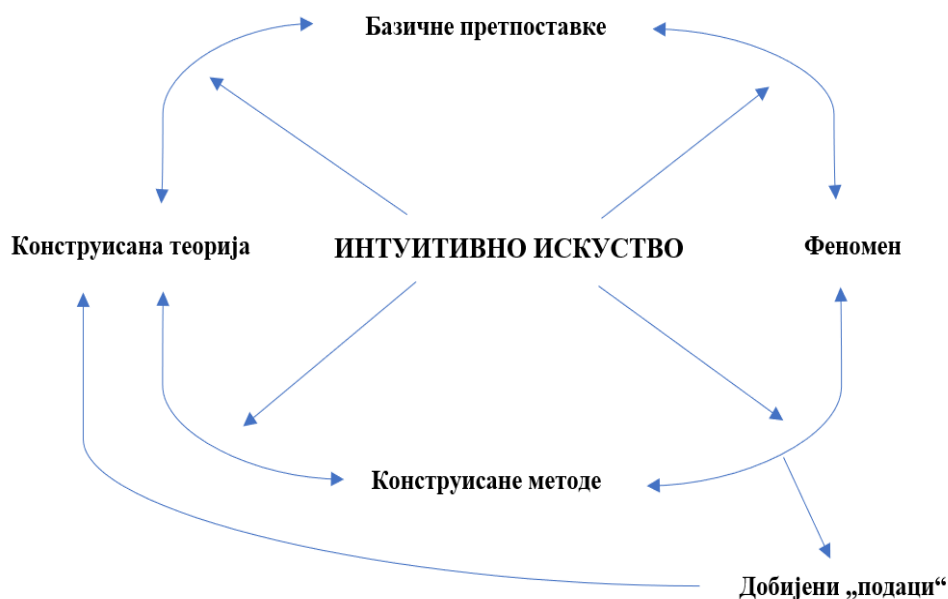 Базичне претпоставке
Конструисана теорија
ИНТУИТИВНО ИСКУСТВО
Феномен
Конструисане методе
Добијени „подаци“